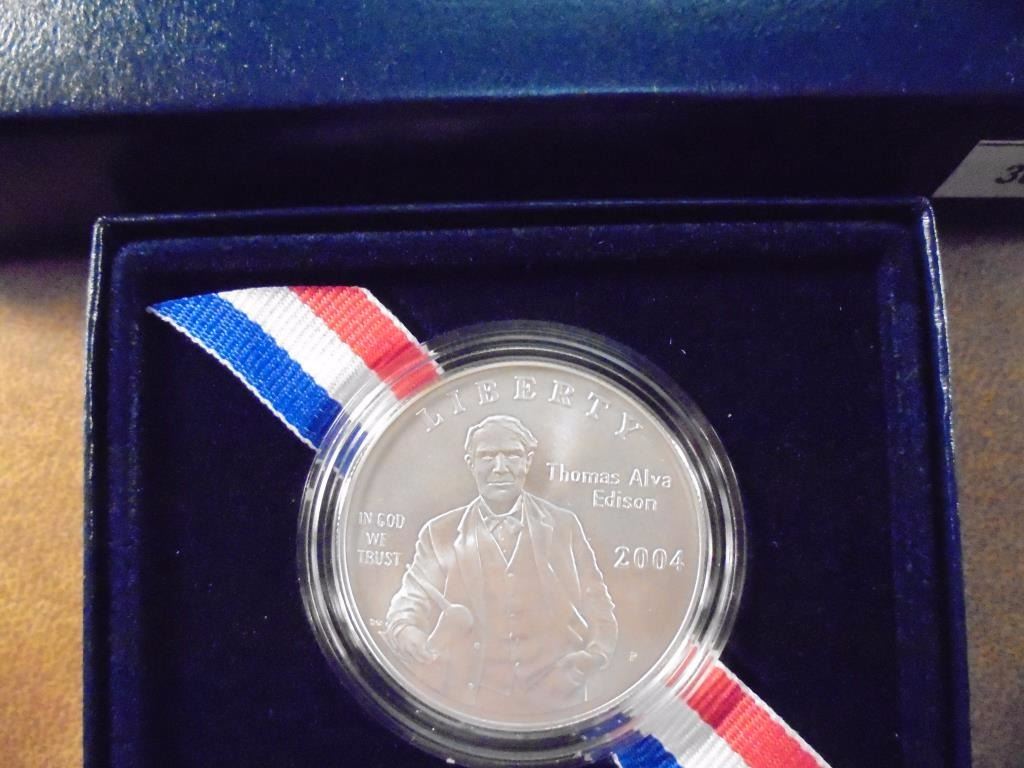 LIBERTY
Thomas Alva
Edison
IN GOD
WE
TRUST
2004
P